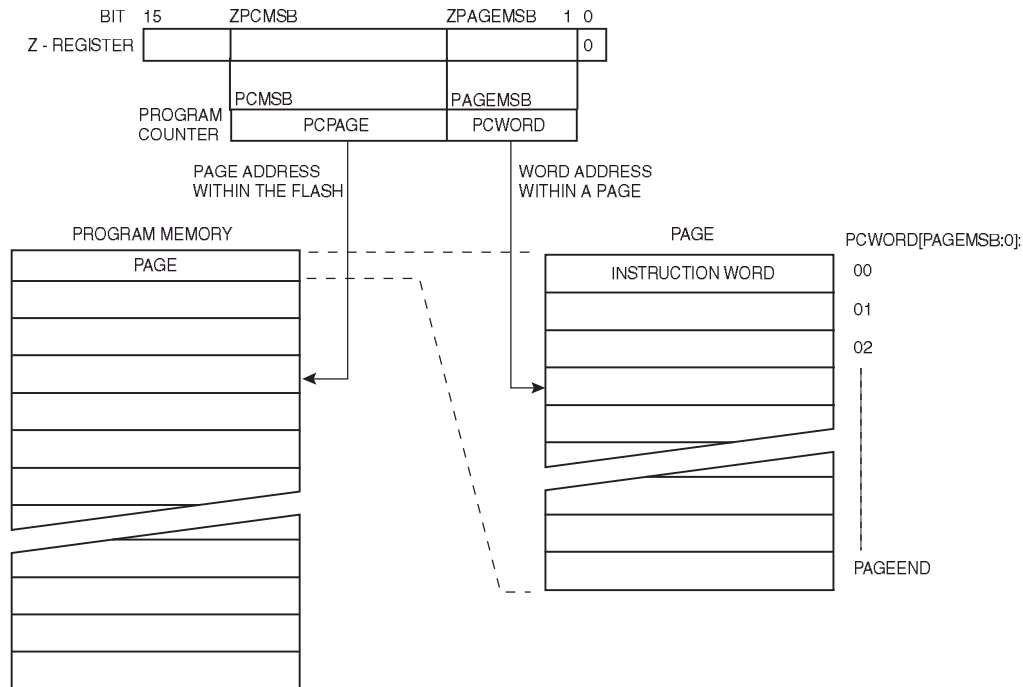 BIT 15 ZPCMSB ZPAGEMSB 1 0
Z - REGISTER 0
PCMSB PAGEMSB
PROGRAM
COUNTER
PCPAGE PCWORD
PAGE ADDRESS
WITHIN THE FLASH
WORD ADDRESS
WITHIN A PAGE
PROGRAM MEMORY
PAGE
PAGE
PCWORD[PAGEMSB:0]:
INSTRUCTION WORD 00
01
02
PAGEEND